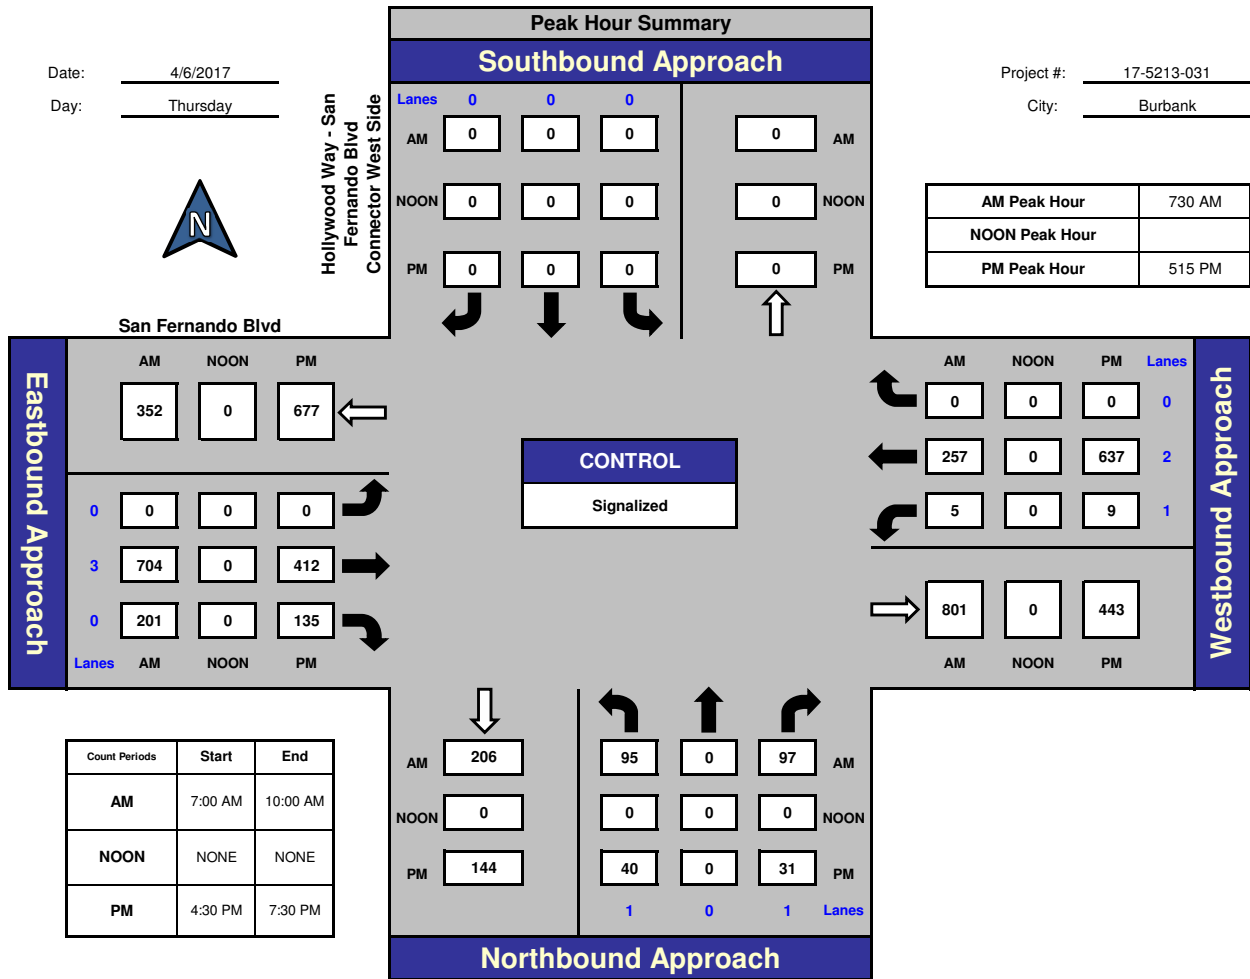 Peak Hour Summary
Southbound Approach
Date: 4/6/2017
Day: Thursday
Project #: 17-5213-031
City: Burbank
N
Hollywood Way - San
Fernando Blvd
Connector West Side
Lanes 0 0 0
AM 0 0 0 0 AM
NOON 0 0 0 0 NOON
PM 0 0 0 0 PM
AM Peak Hour 730 AM
NOON Peak Hour
PM Peak Hour 515 PM
San Fernando Blvd
Eastbound Approach
AM NOON PM
352 0 677
0 0 0 0
3 704 0 412
0 201 0 135
Lanes AM NOON PM
CONTROL
Signalized
AM NOON PM Lanes
0 0 0 0
257 0 637 2
5 0 9 1
801 0 443
AM NOON PM
Westbound Approach
Count Periods Start End
AM 7:00 AM 10:00 AM
NOON NONE NONE
PM 4:30 PM 7:30 PM
AM 206 95 0 97 AM
NOON 0 0 0 0 NOON
PM 144 40 0 31 PM
1 0 1 Lanes
Northbound Approach